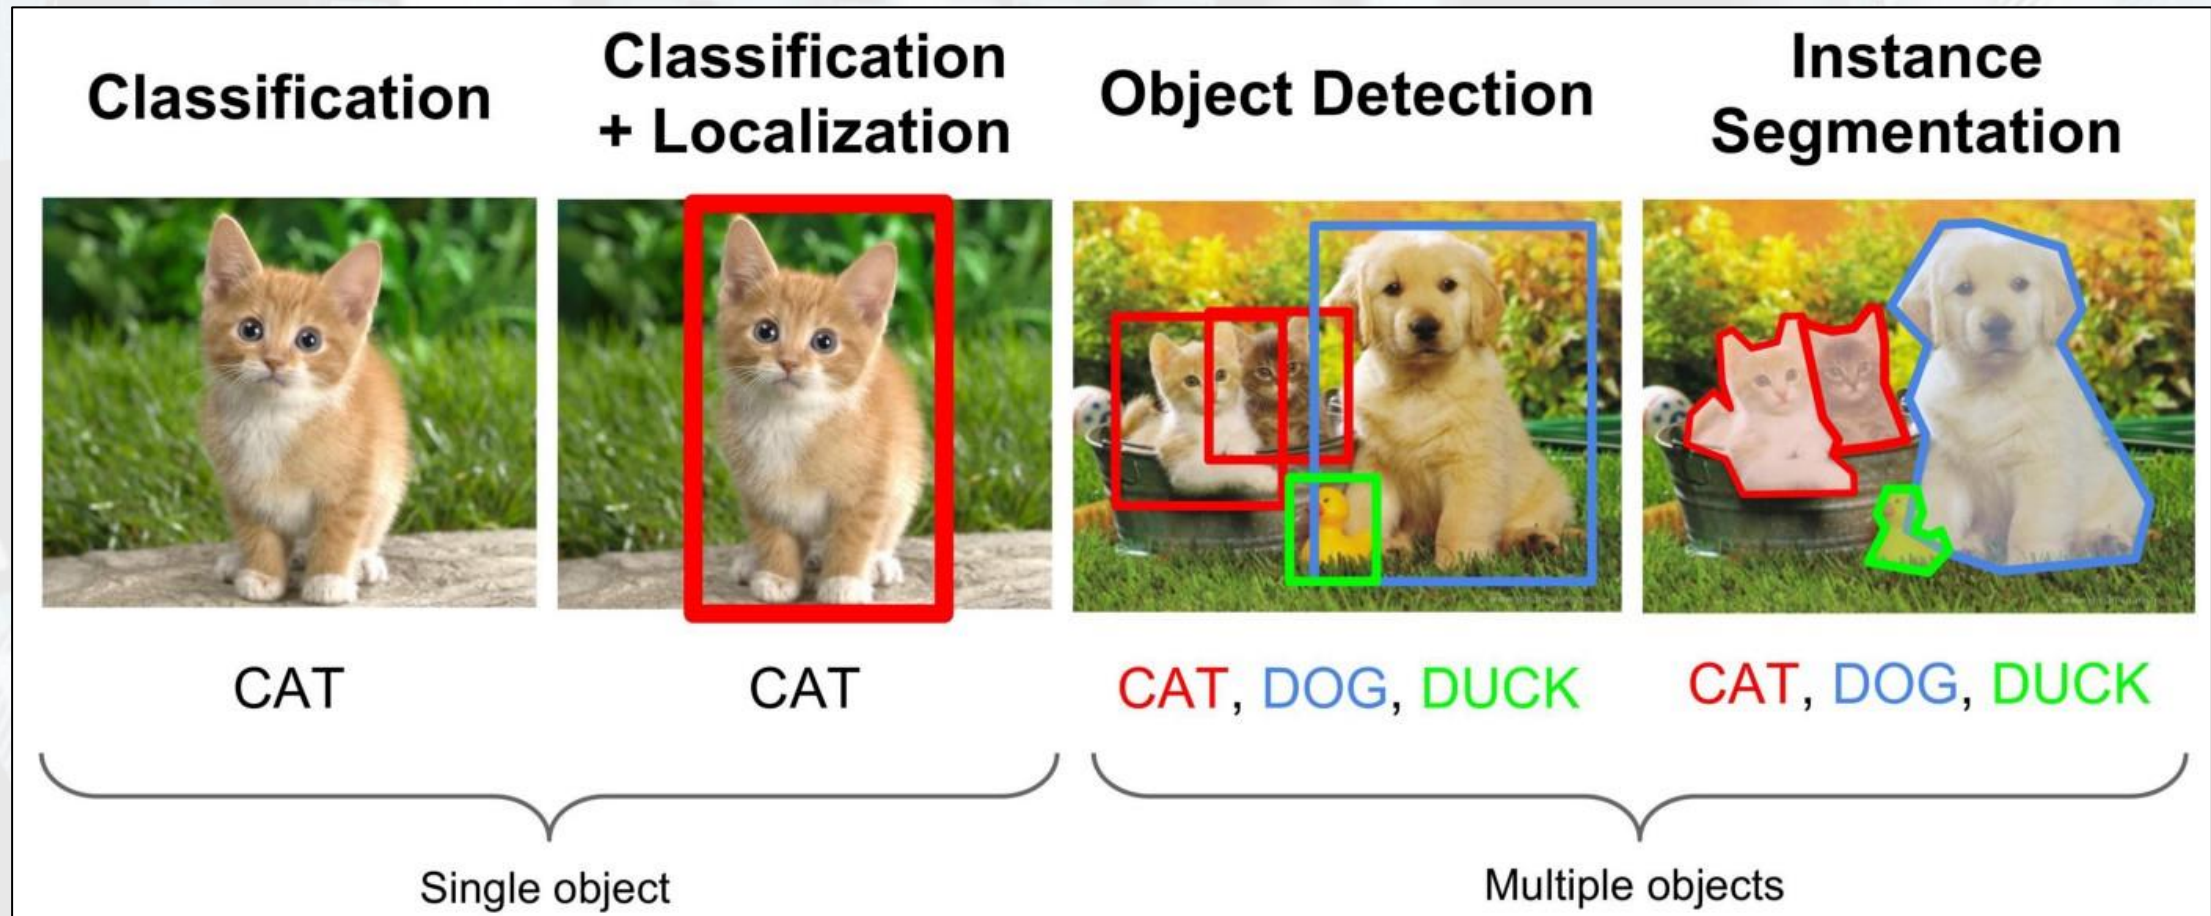 Classification
Classification
+ Localization
Object Detection
Instance
Segmentation
CAT
CAT
CAT, DOG, DUCK
CAT, DOG, DUCK
Single object
Multiple objects